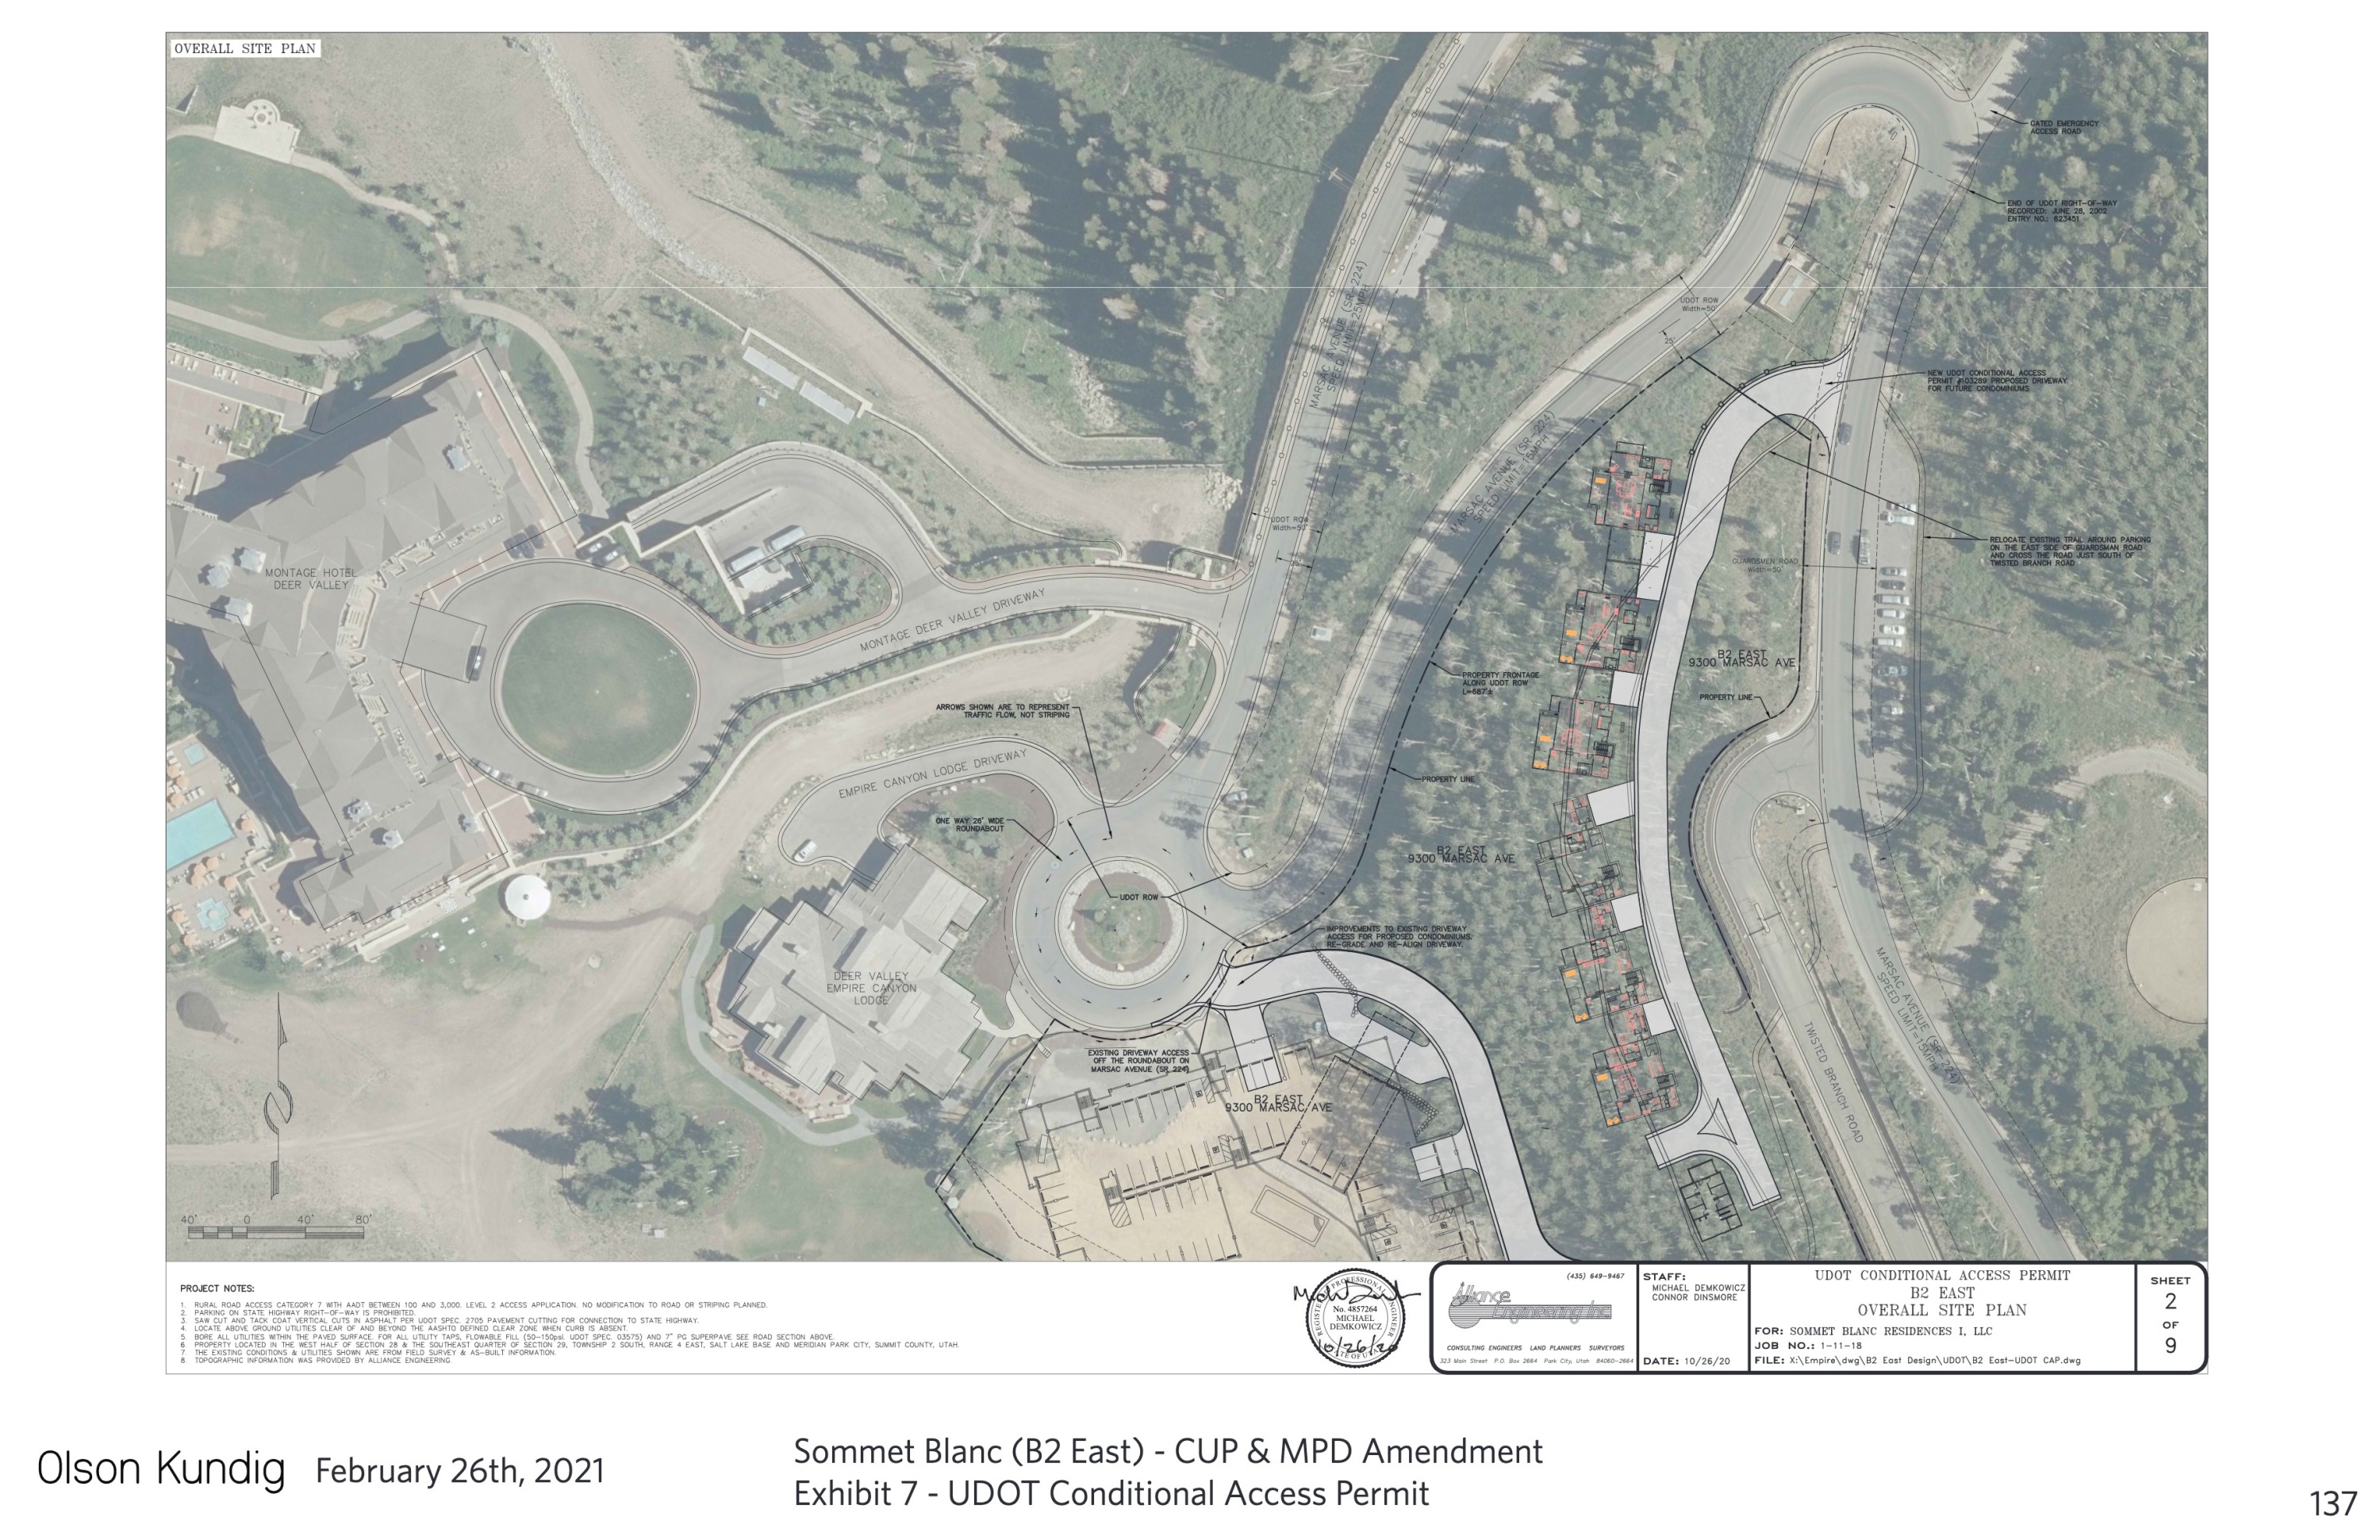 OVERALL SITE PLAN
GATED EMERGENCY
ACCESS ROAD
END OF UDOT RIGHT-OF-WAY
RECORDED: JUNE 28, 2002
ENTRY NO.: 623451
UDOT ROW
Width=50'
25'
MARSAC AVENUE (SR-224)
SPEED LIMIT=25MPH
NEW UDOT CONDITIONAL ACCESS
PERMIT #103289 PROPOSED DRIVEWAY
FOR FUTURE CONDOMINIUMS
MARSAC AVENUE (SR-224)
SPEED LIMIT=15MPH
UDOT ROW
Width=50'
RELOCATE EXISTING TRAIL AROUND PARKING
ON THE EAST SIDE OF GUARDSMAN ROAD
AND CROSS THE ROAD JUST SOUTH OF
TWISTED BRANCH ROAD
GUARDSMEN ROAD
Width=50'
MONTAGE HOTEL
DEER VALLEY
MONTAGE DEER VALLEY DRIVEWAY
B2 EAST
9300 MARSAC AVE
PROPERTY FRONTAGE
ALONG UDOT ROW
L=687'±
PROPERTY LINE
ARROWS SHOWN ARE TO REPRESENT
TRAFFIC FLOW, NOT STRIPING
EMPIRE CANYON LODGE DRIVEWAY
PROPERTY LINE
ONE WAY 26' WIDE
ROUNDABOUT
B2 EAST
9300 MARSAC AVE
UDOT ROW
IMPROVEMENTS TO EXISTING DRIVEWAY
ACCESS FOR PROPOSED CONDOMINIUMS.
RE-GRADE AND RE-ALIGN DRIVEWAY.
DEER VALLEY
EMPIRE CANYON
LODGE
MARSAC AVENUE (SR-224)
SPEED LIMIT=15MPH
EXISTING DRIVEWAY ACCESS
OFF THE ROUNDABOUT ON
MARSAC AVENUE (SR 224)
TWISTED BRANCH ROAD
B2 EAST
9300 MARSAC AVE
40' 0 40' 80'
PROJECT NOTES:
1. RURAL ROAD ACCESS CATEGORY 7 WITH AADT BETWEEN 100 AND 3,000. LEVEL 2 ACCESS APPLICATION. NO MODIFICATION TO ROAD OR STRIPING PLANNED.
2. PARKING ON STATE HIGHWAY RIGHT-OF-WAY IS PROHIBITED.
3. SAW CUT AND TACK COAT VERTICAL CUTS IN ASPHALT PER UDOT SPEC. 2705 PAVEMENT CUTTING FOR CONNECTION TO STATE HIGHWAY.
4. LOCATE ABOVE GROUND UTILITIES CLEAR OF AND BEYOND THE AASHTO DEFINED CLEAR ZONE WHEN CURB IS ABSENT.
5. BORE ALL UTILITIES WITHIN THE PAVED SURFACE. FOR ALL UTILITY TAPS, FLOWABLE FILL (50-150psi. UDOT SPEC. 03575) AND 7" PG SUPERPAVE SEE ROAD SECTION ABOVE.
6. PROPERTY LOCATED IN THE WEST HALF OF SECTION 28 & THE SOUTHEAST QUARTER OF SECTION 29, TOWNSHIP 2 SOUTH, RANGE 4 EAST, SALT LAKE BASE AND MERIDIAN PARK CITY, SUMMIT COUNTY, UTAH.
7. THE EXISTING CONDITIONS & UTILITIES SHOWN ARE FROM FIELD SURVEY & AS-BUILT INFORMATION.
8 TOPOGRAPHIC INFORMATION WAS PROVIDED BY ALLIANCE ENGINEERING
No. 4857264
MICHAEL
DEMKOWICZ
10/26/20
(435) 649-9467
Alliance
Engineering Inc.
CONSULTING ENGINEERS LAND PLANNERS SURVEYORS
323 Main Street P.O. Box 2664 Park City, Utah 84060-2664
STAFF:
MICHAEL DEMKOWICZ
CONNOR DINSMORE
DATE: 10/26/20
UDOT CONDITIONAL ACCESS PERMIT
B2 EAST
OVERALL SITE PLAN
FOR: SOMMET BLANC RESIDENCES I, LLC
JOB NO.: 1-11-18
FILE: X:\Empire\dwg\B2 East Design\UDOT\B2 East-UDOT CAP.dwg
SHEET
2
OF
9
Olson Kundig February 26th, 2021
Sommet Blanc (B2 East) - CUP & MPD Amendment
Exhibit 7 - UDOT Conditional Access Permit
137